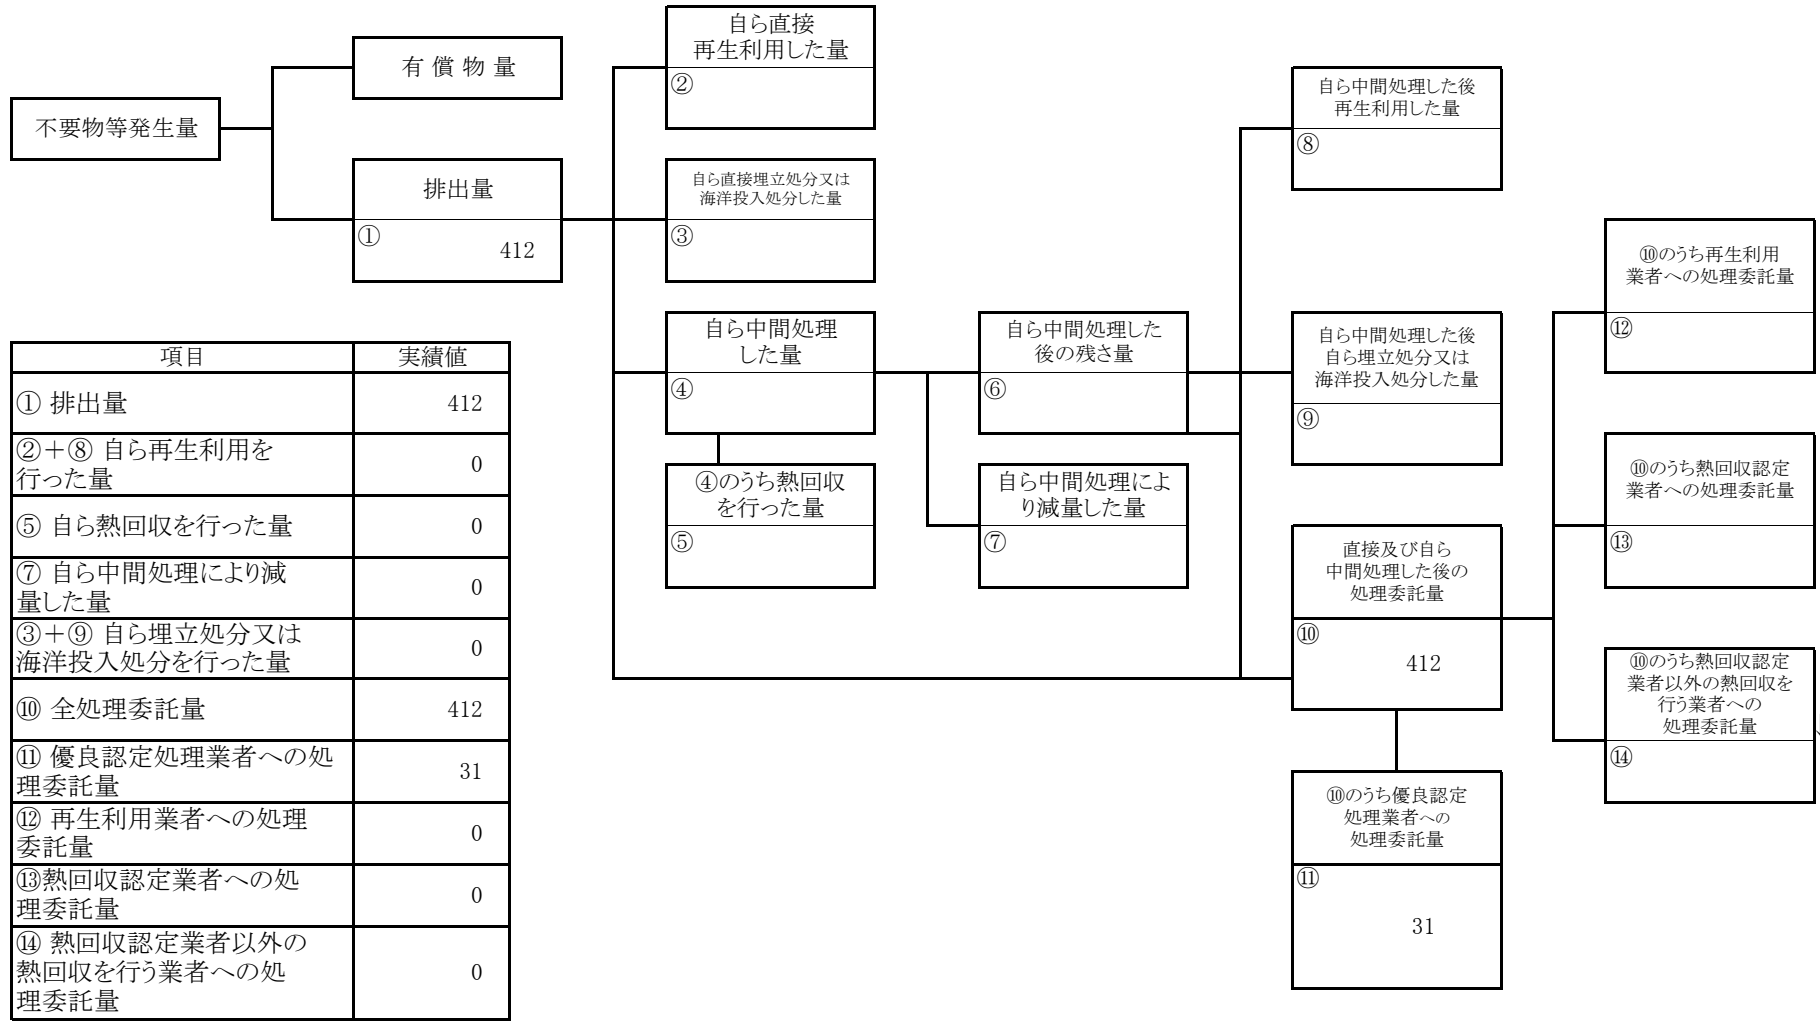 不要物等発生量
有 償 物 量
排出量
①
412
自ら直接
再生利用した量
②
自ら直接埋立処分又は
海洋投入処分した量
③
自ら中間処理
した量
④
④のうち熱回収
を行った量
⑤
自ら中間処理した
後の残さ量
⑥
自ら中間処理によ
り減量した量
⑦
自ら中間処理した後
再生利用した量
⑧
自ら中間処理した後
自ら埋立処分又は
海洋投入処分した量
⑨
直接及び自ら
中間処理した後の
処理委託量
⑩
412
⑩のうち優良認定
処理業者への
処理委託量
⑪
31
⑩のうち再生利用
業者への処理委託量
⑫
⑩のうち熱回収認定
業者への処理委託量
⑬
⑩のうち熱回収認定
業者以外の熱回収を
行う業者への
処理委託量
⑭
項目 実績値
① 排出量 412
②＋⑧ 自ら再生利用を
行った量 0
⑤ 自ら熱回収を行った量 0
⑦ 自ら中間処理により減
量した量 0
③＋⑨ 自ら埋立処分又は
海洋投入処分を行った量 0
⑩ 全処理委託量 412
⑪ 優良認定処理業者への処
理委託量 31
⑫ 再生利用業者への処理
委託量 0
⑬熱回収認定業者への処
理委託量 0
⑭ 熱回収認定業者以外の
熱回収を行う業者への処
理委託量 0